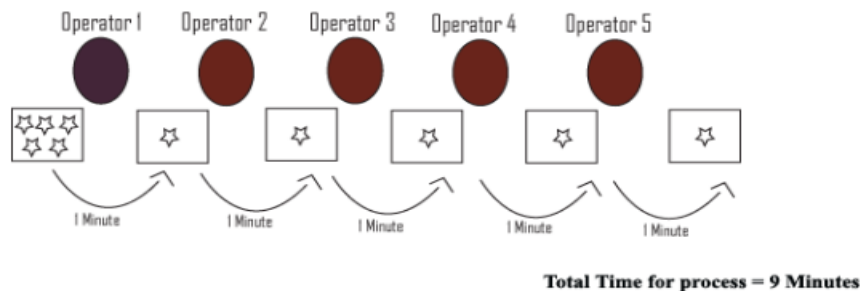 Operator 1 Operator 2 Operator 3 Operator 4 Operator 5
1 Minute 1 Minute 1 Minute 1 Minute 1 Minute
Total Time for process = 9 Minutes